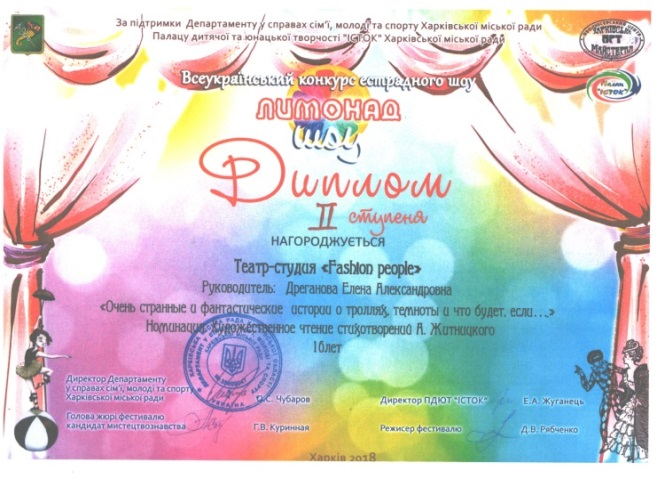 За підтримки Департаменту у справах сім'ї, молоді та спорту Харківської міської ради
Палацу дитячої та юнацької творчості "ІСТОК" Харківської міської ради
Всеукраїнський конкурс естрадного шоу
ЛИМОНАД
шоу
Диплом
II ступеня
НАГОРОДЖУЄТЬСЯ
Театр-студия «Fashion people»
Руководитель: Дреганова Елена Александровна
«Очень странные и фантастические истории о троллях, темноты и что будет, если...»
Номинация: художественное чтение стихотворений А. Житницкого
16лет
Директор Департаменту
у справах сім'ї, молоді та спорту
Харківської міської ради
О.С. Чубаров
Директор ПДЮТ "ІСТОК"
Е.А. Жуганець
Голова журі фестивалю
кандидат мистецтвознавства
Г.В. Куринная
Режисер фестивалю
Д.В. Рябченко
Харків 2018